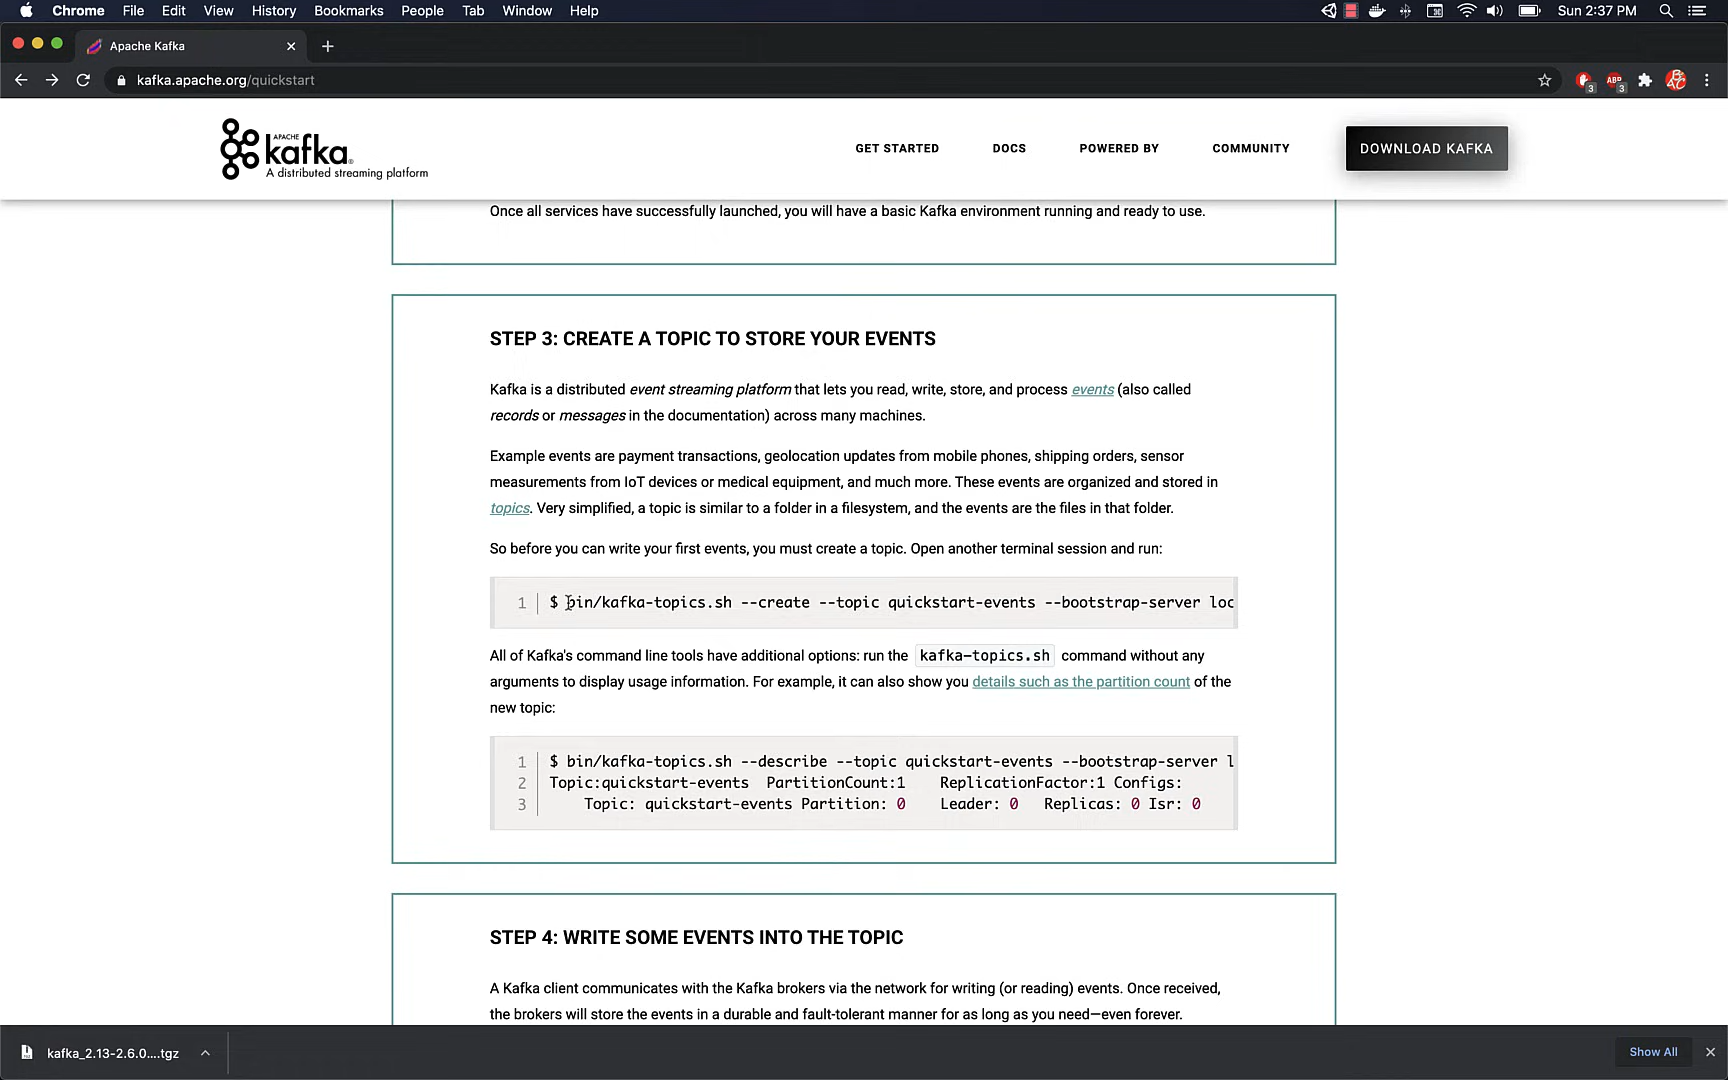 Chrome File Edit View History Bookmarks People Tab Window Help Sun 2:37 PM
Apache Kafka
kafka.apache.org/quickstart
3 ABP 3
APACHE
kafka
A distributed streaming platform
GET STARTED DOCS POWERED BY COMMUNITY DOWNLOAD KAFKA
Once all services have successfully launched, you will have a basic Kafka environment running and ready to use.
STEP 3: CREATE A TOPIC TO STORE YOUR EVENTS
Kafka is a distributed event streaming platform that lets you read, write, store, and process events (also called
records or messages in the documentation) across many machines.
Example events are payment transactions, geolocation updates from mobile phones, shipping orders, sensor
measurements from IoT devices or medical equipment, and much more. These events are organized and stored in
topics. Very simplified, a topic is similar to a folder in a filesystem, and the events are the files in that folder.
So before you can write your first events, you must create a topic. Open another terminal session and run:
1 $ bin/kafka-topics.sh --create --topic quickstart-events --bootstrap-server loc
All of Kafka's command line tools have additional options: run the kafka-topics.sh command without any
arguments to display usage information. For example, it can also show you details such as the partition count of the
new topic:
1 $ bin/kafka-topics.sh --describe --topic quickstart-events --bootstrap-server l
2 Topic:quickstart-events PartitionCount:1 ReplicationFactor:1 Configs:
3 Topic: quickstart-events Partition: 0 Leader: 0 Replicas: 0 Isr: 0
STEP 4: WRITE SOME EVENTS INTO THE TOPIC
A Kafka client communicates with the Kafka brokers via the network for writing (or reading) events. Once received,
the brokers will store the events in a durable and fault-tolerant manner for as long as you need—even forever.
kafka_2.13-2.6.0....tgz Show All